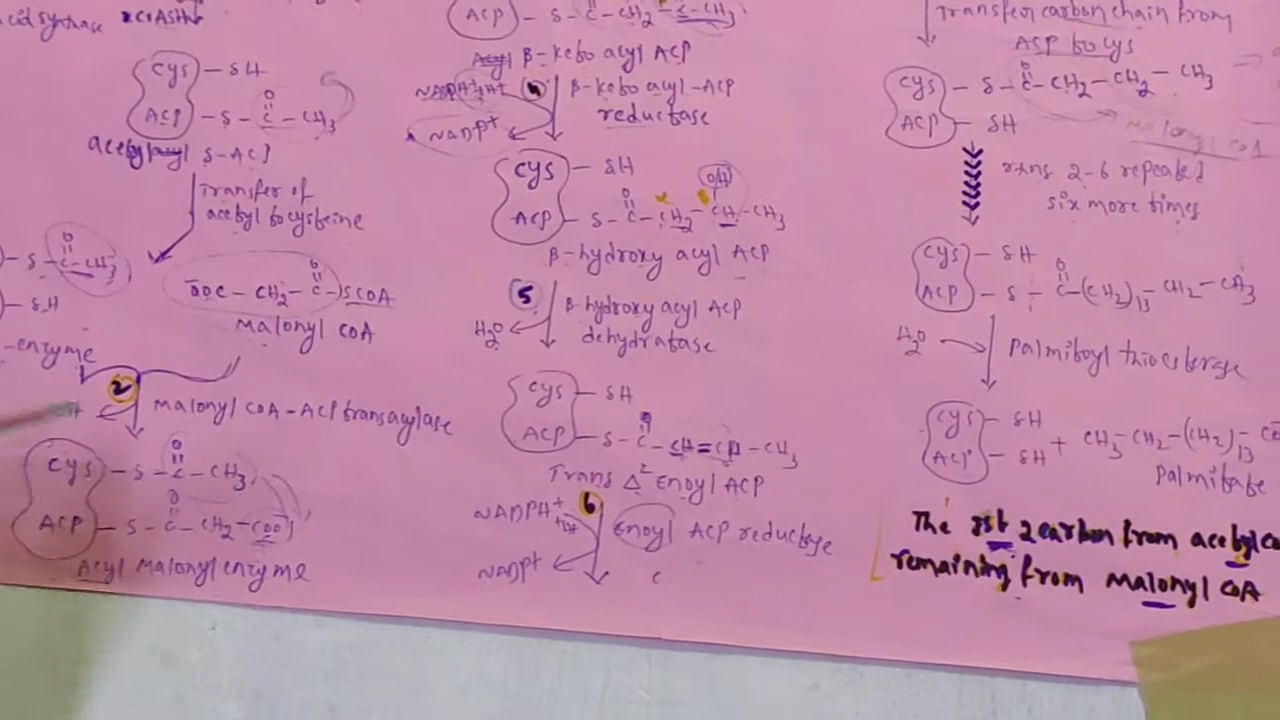 CYS - SH
ACP - S - C - CH3
O
S-AC
Transfer of
acetyl to cysteine
O
- S - C - CH3
- SH
O
OOC - CH2 - C - SCOA
Malonyl COA
-enzyme
2
Malonyl COA - ACP transacylase
O
CYS - S - C - CH3
O
ACP - S - C - CH2 - COO
Acyl Malonyl enzyme
ACP - S - C - CH2 - C - CH3
β-keto acyl ACP
NADPH+H+
4
β-keto acyl-ACP
reductase
NADP+
CYS - SH
O
OH
ACP - S - C - CH2 - CH - CH3
β-hydroxy acyl ACP
5
β-hydroxy acyl ACP
dehydratase
H2O
CYS - SH
O
ACP - S - C - CH = CH - CH3
Trans Δ2 Enoyl ACP
NADPH+
+H
6
Enoyl ACP reductase
NADP+
C
Transfer carbon chain from
ACP to cys
O
CYS - S - C - CH2 - CH2 - CH3
ACP - SH
Malonyl COA
rxns 2-6 repeated
six more times
CYS - SH
O
ACP - S - C - (CH2)13 - CH2 - CH3
H2O
Palmitoyl thioesterase
CYS - SH
ACP - SH + CH3 - CH2 - (CH2)13 -
Palmitate
The 1st 2 carbon from acetyl
remaining from Malonyl COA